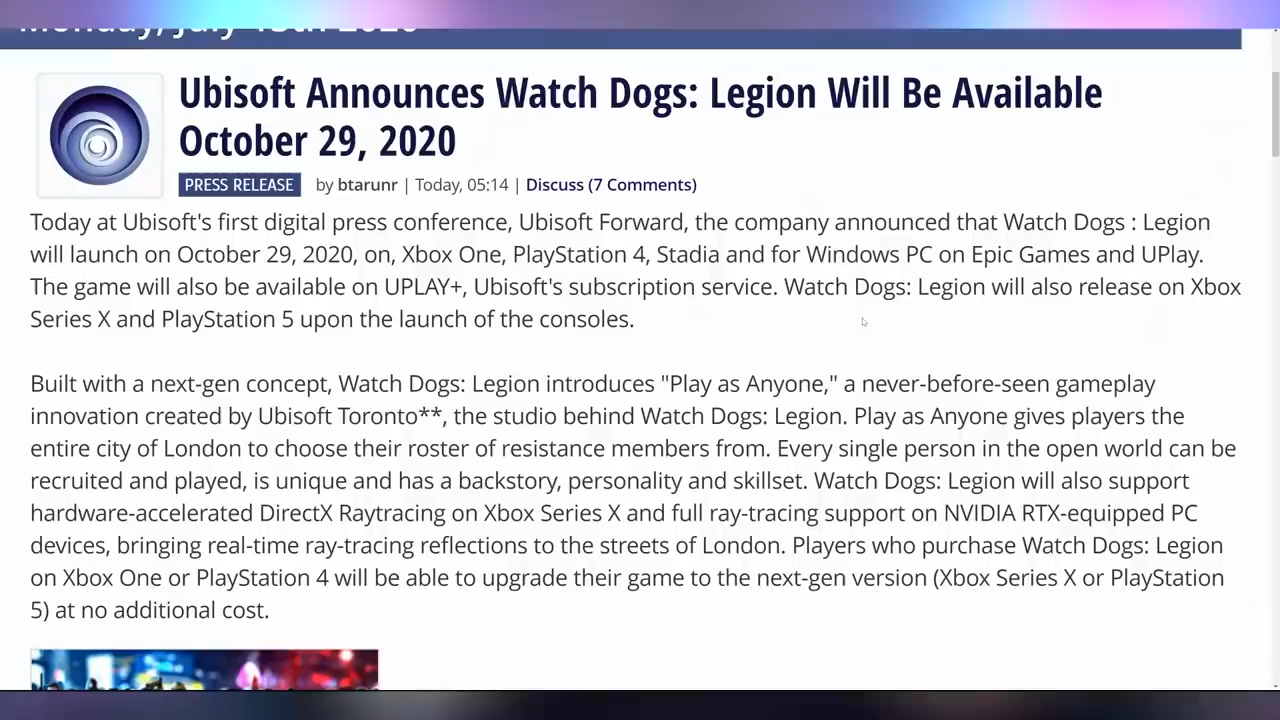 Monday, July 13th 2020
Ubisoft Announces Watch Dogs: Legion Will Be Available
October 29, 2020
PRESS RELEASE by btarunr | Today, 05:14 | Discuss (7 Comments)
Today at Ubisoft's first digital press conference, Ubisoft Forward, the company announced that Watch Dogs : Legion
will launch on October 29, 2020, on, Xbox One, PlayStation 4, Stadia and for Windows PC on Epic Games and UPlay.
The game will also be available on UPLAY+, Ubisoft's subscription service. Watch Dogs: Legion will also release on Xbox
Series X and PlayStation 5 upon the launch of the consoles.
Built with a next-gen concept, Watch Dogs: Legion introduces "Play as Anyone," a never-before-seen gameplay
innovation created by Ubisoft Toronto**, the studio behind Watch Dogs: Legion. Play as Anyone gives players the
entire city of London to choose their roster of resistance members from. Every single person in the open world can be
recruited and played, is unique and has a backstory, personality and skillset. Watch Dogs: Legion will also support
hardware-accelerated DirectX Raytracing on Xbox Series X and full ray-tracing support on NVIDIA RTX-equipped PC
devices, bringing real-time ray-tracing reflections to the streets of London. Players who purchase Watch Dogs: Legion
on Xbox One or PlayStation 4 will be able to upgrade their game to the next-gen version (Xbox Series X or PlayStation
5) at no additional cost.